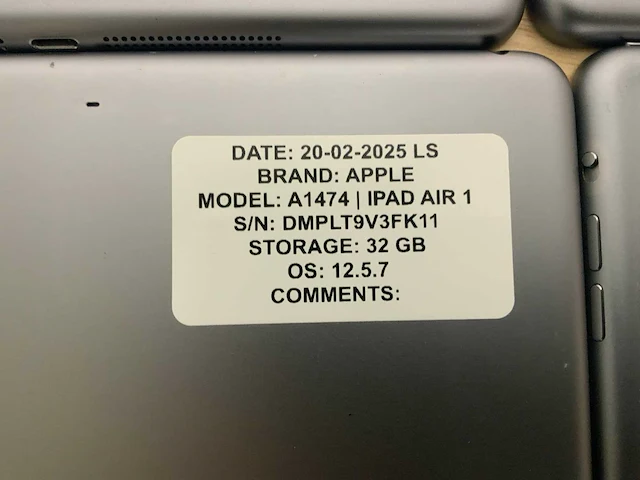 DATE: 20-02-2025 LS
BRAND: APPLE
MODEL: A1474 | IPAD AIR 1
S/N: DMPLT9V3FK11
STORAGE: 32 GB
OS: 12.5.7
COMMENTS: